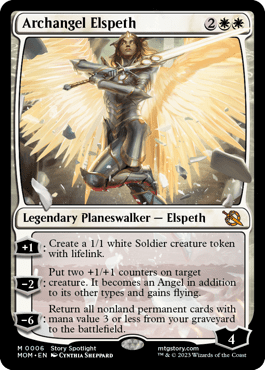 Archangel Elspeth 2
Legendary Planeswalker — Elspeth
+1 : Create a 1/1 white Soldier creature token
with lifelink.
Put two +1/+1 counters on target
−2 : creature. It becomes an Angel in addition
to its other types and gains flying.
Return all nonland permanent cards with
−6 : mana value 3 or less from your graveyard
to the battlefield.
4
M 0006 Story Spotlight mtgstory.com
MOM • EN CYNTHIA SHEPPARD ™ & © 2023 Wizards of the Coast